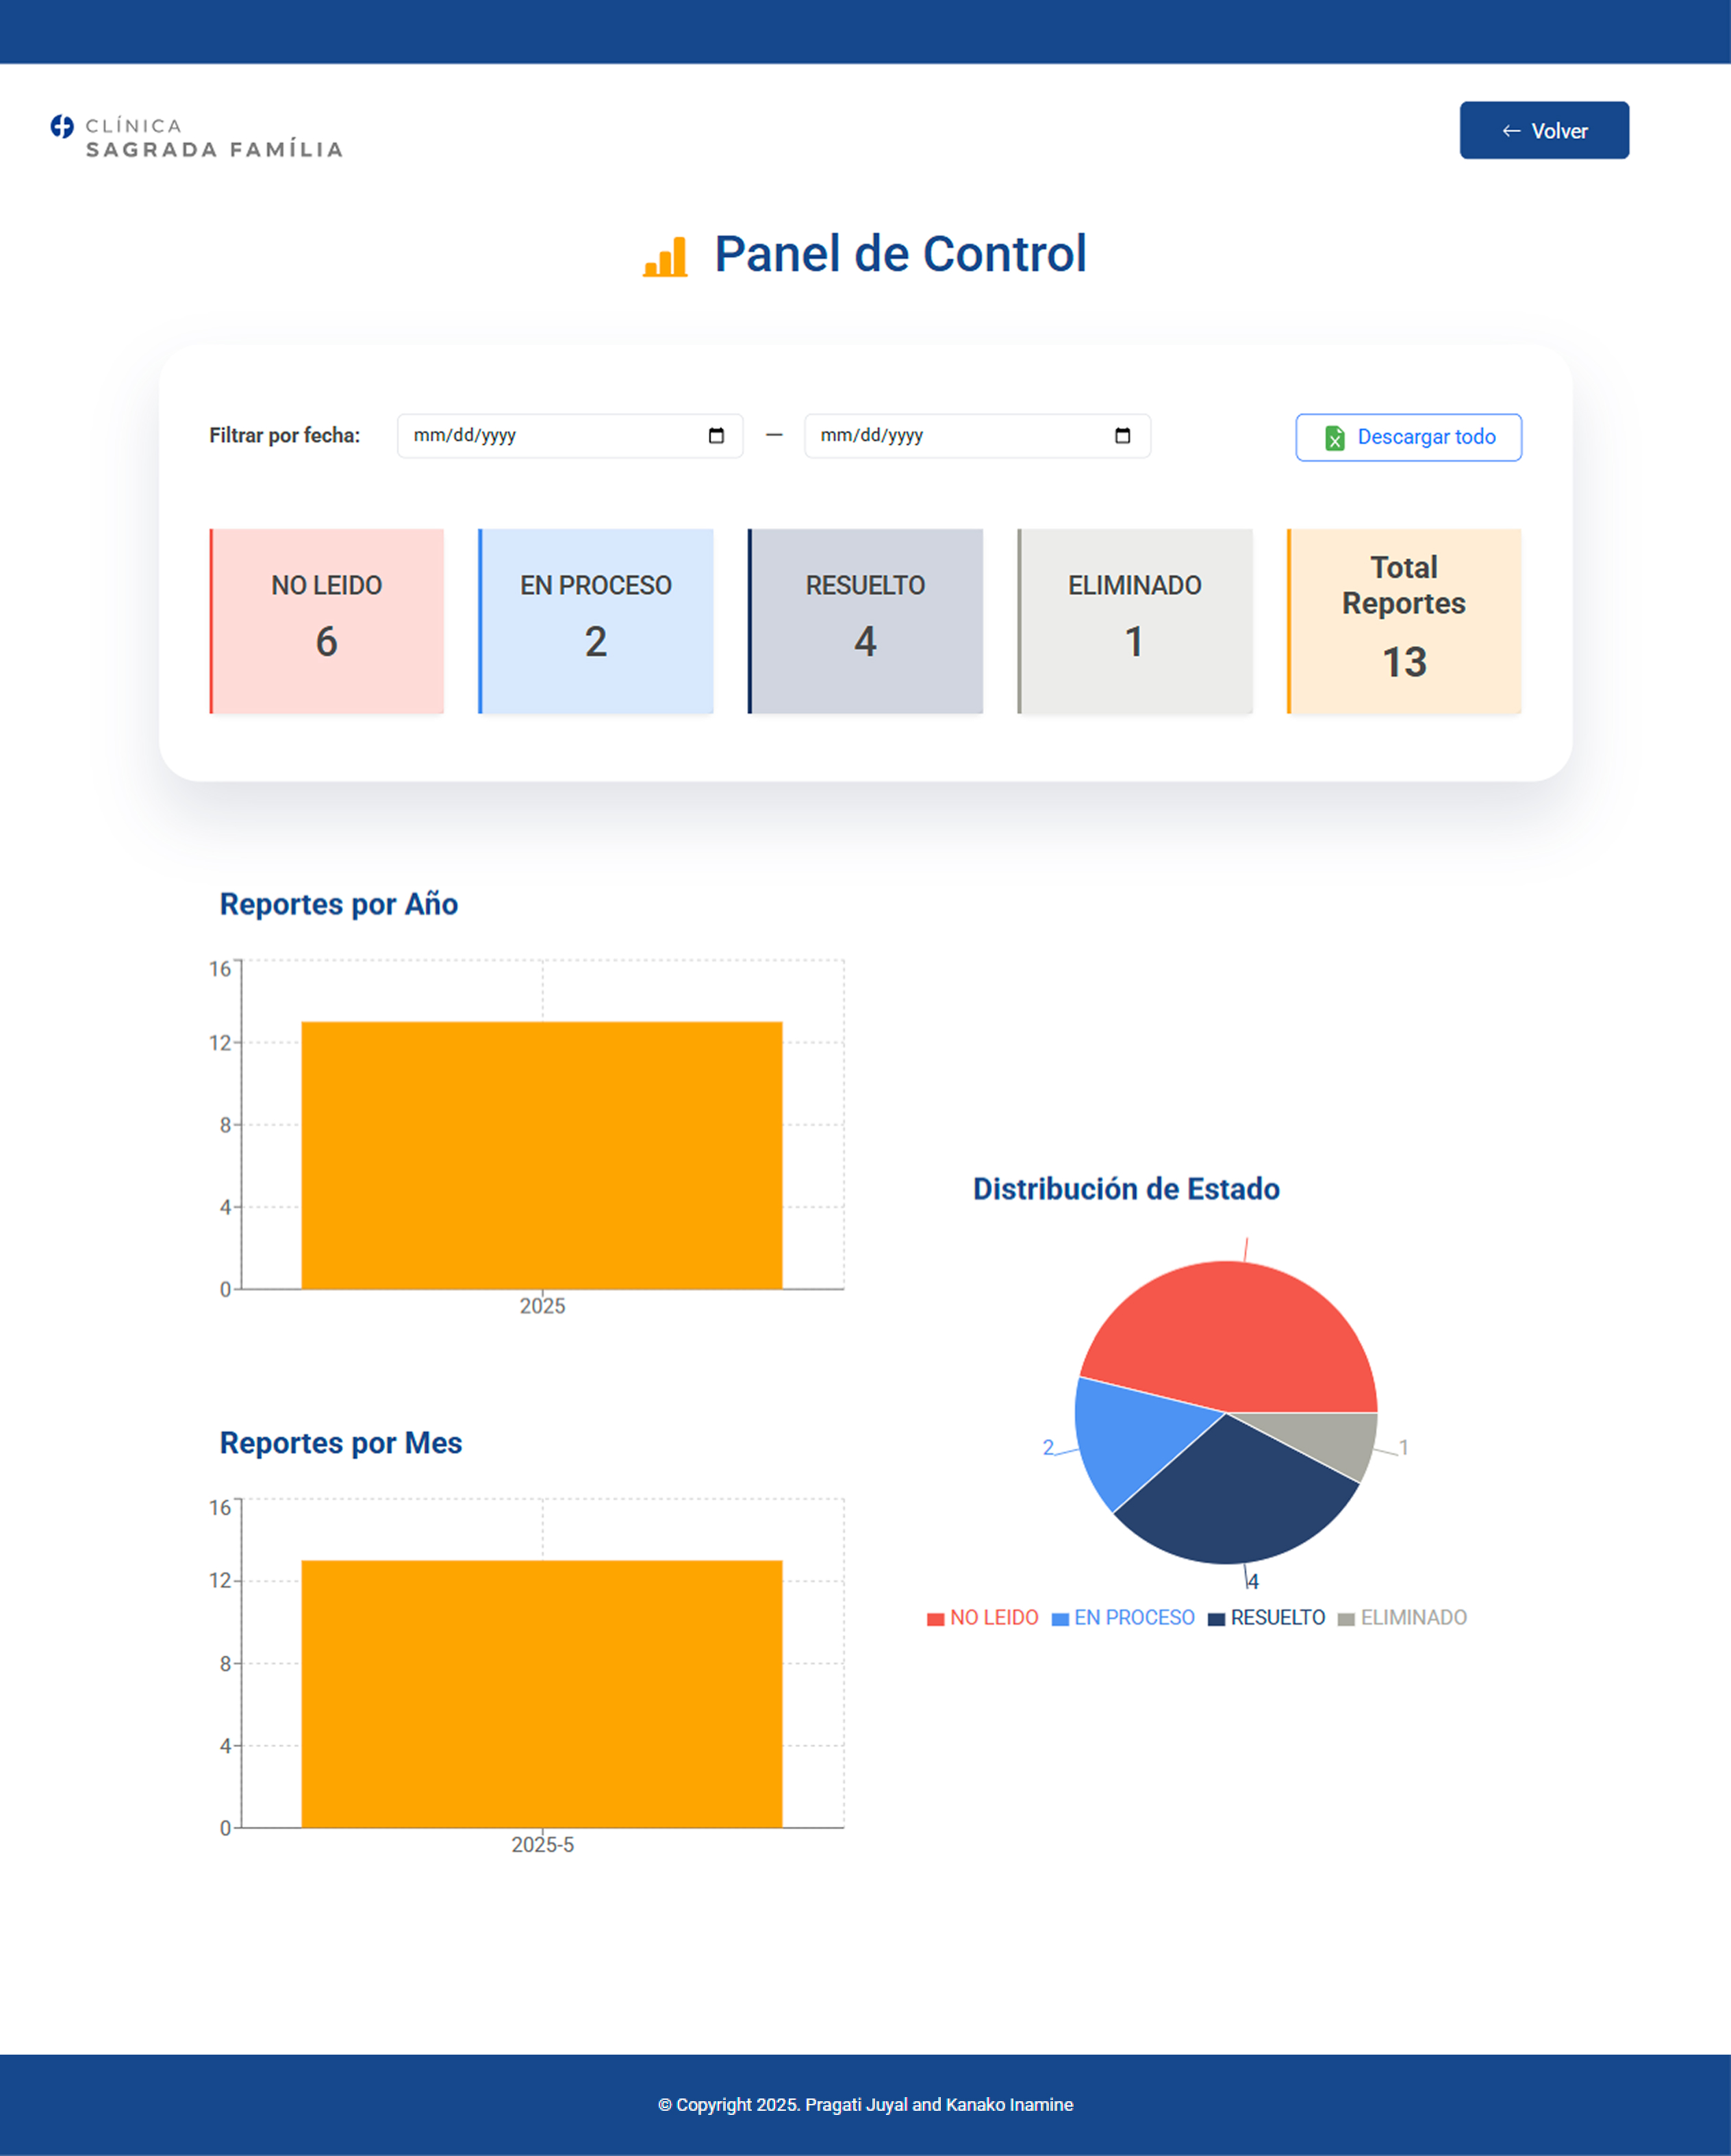 CLÍNICA
SAGRADA FAMÍLIA
← Volver
Panel de Control
Filtrar por fecha: mm/dd/yyyy — mm/dd/yyyy Descargar todo
NO LEIDO
6
EN PROCESO
2
RESUELTO
4
ELIMINADO
1
Total
Reportes
13
Reportes por Año
16
12
8
4
0
2025
Distribución de Estado
2
1
4
NO LEIDO EN PROCESO RESUELTO ELIMINADO
Reportes por Mes
16
12
8
4
0
2025-5
© Copyright 2025. Pragati Juyal and Kanako Inamine